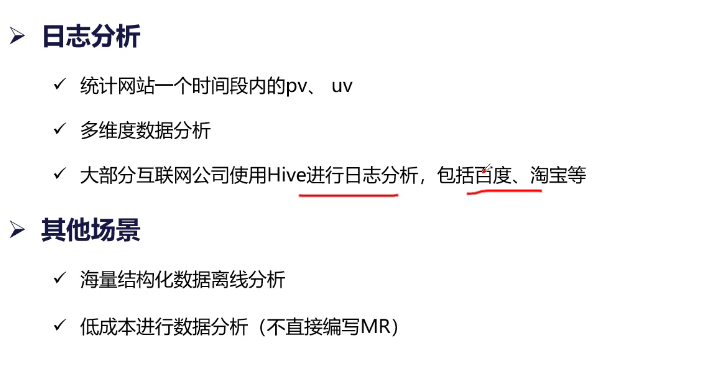 日志分析
统计网站一个时间段内的pv、 uv
多维度数据分析
大部分互联网公司使用Hive进行日志分析，包括百度、淘宝等
其他场景
海量结构化数据离线分析
低成本进行数据分析（不直接编写MR）